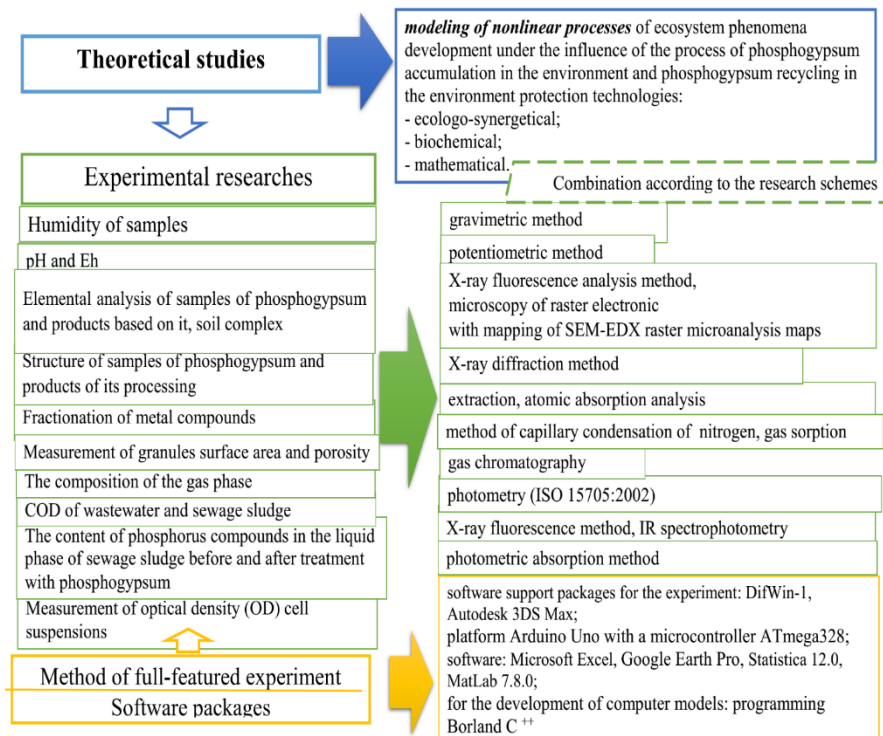 Theoretical studies
modeling of nonlinear processes of ecosystem phenomena
development under the influence of the process of phosphogypsum
accumulation in the environment and phosphogypsum recycling in
the environment protection technologies:
- ecologo-synergetical;
- biochemical;
- mathematical.
Combination according to the research schemes
Experimental researches
Humidity of samples
pH and Eh
Elemental analysis of samples of phosphogypsum
and products based on it, soil complex
Structure of samples of phosphogypsum and
products of its processing
Fractionation of metal compounds
Measurement of granules surface area and porosity
The composition of the gas phase
COD of wastewater and sewage sludge
The content of phosphorus compounds in the liquid
phase of sewage sludge before and after treatment
with phosphogypsum
Measurement of optical density (OD) cell
suspensions
gravimetric method
potentiometric method
X-ray fluorescence analysis method,
microscopy of raster electronic
with mapping of SEM-EDX raster microanalysis maps
X-ray diffraction method
extraction, atomic absorption analysis
method of capillary condensation of nitrogen, gas sorption
gas chromatography
photometry (ISO 15705:2002)
X-ray fluorescence method, IR spectrophotometry
photometric absorption method
Method of full-featured experiment
Software packages
software support packages for the experiment: DifWin-1,
Autodesk 3DS Max;
platform Arduino Uno with a microcontroller ATmega328;
software: Microsoft Excel, Google Earth Pro, Statistica 12.0,
MatLab 7.8.0;
for the development of computer models: programming
Borland C ++